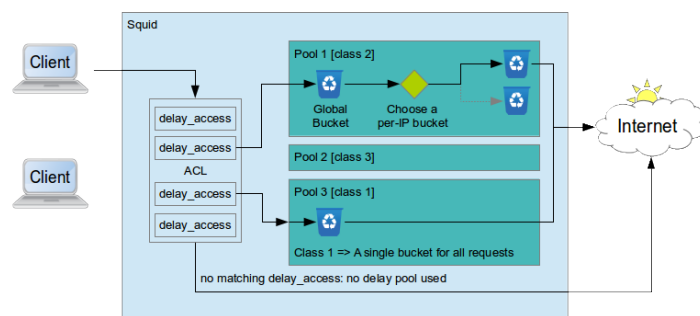 Squid
Client
Pool 1 [class 2]
Global
Bucket
Choose a
per-IP bucket
delay_access
delay_access
ACL
delay_access
delay_access
Internet
Pool 2 [class 3]
Client
Pool 3 [class 1]
Class 1 => A single bucket for all requests
no matching delay_access: no delay pool used